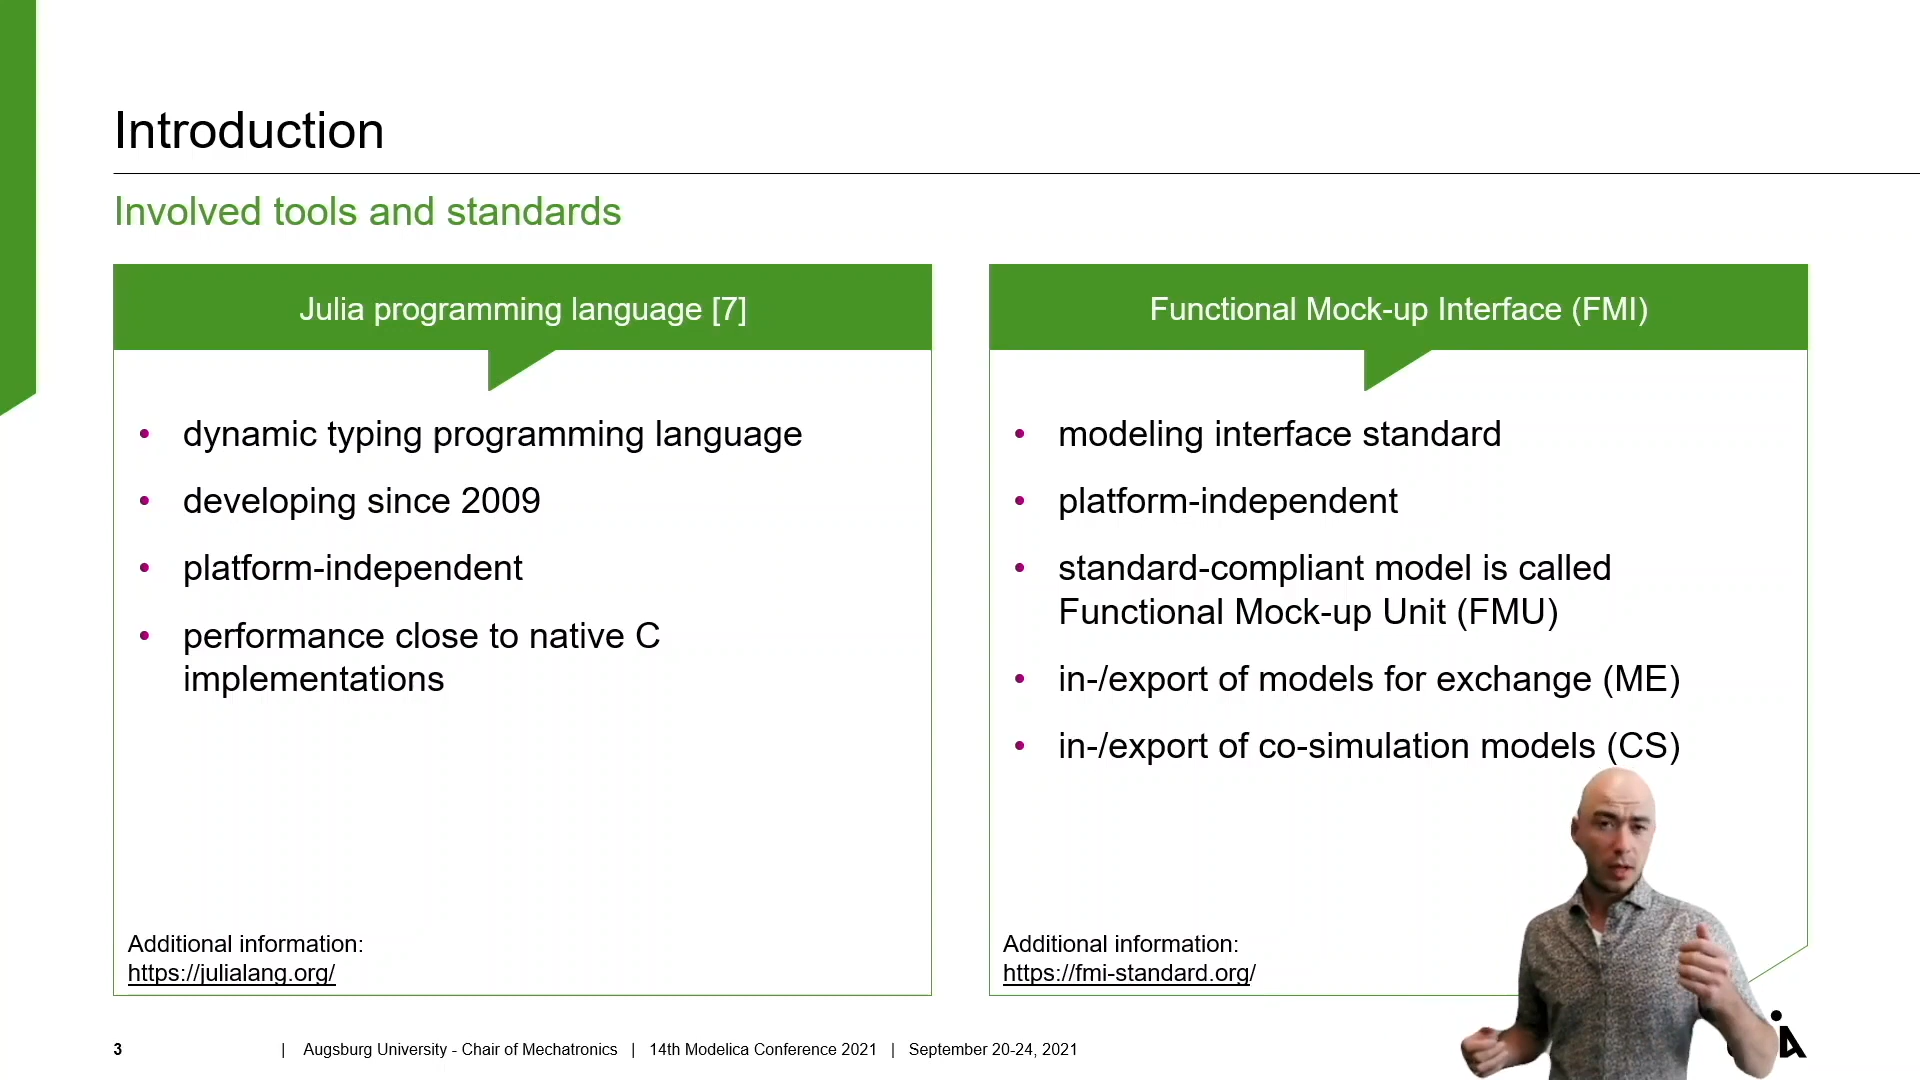 Introduction
Involved tools and standards
Julia programming language [7]
• dynamic typing programming language
• developing since 2009
• platform-independent
• performance close to native C
implementations
Additional information:
https://julialang.org/
Functional Mock-up Interface (FMI)
• modeling interface standard
• platform-independent
• standard-compliant model is called
Functional Mock-up Unit (FMU)
• in-/export of models for exchange (ME)
• in-/export of co-simulation models (CS)
Additional information:
https://fmi-standard.org/
3 | Augsburg University - Chair of Mechatronics | 14th Modelica Conference 2021 | September 20-24, 2021